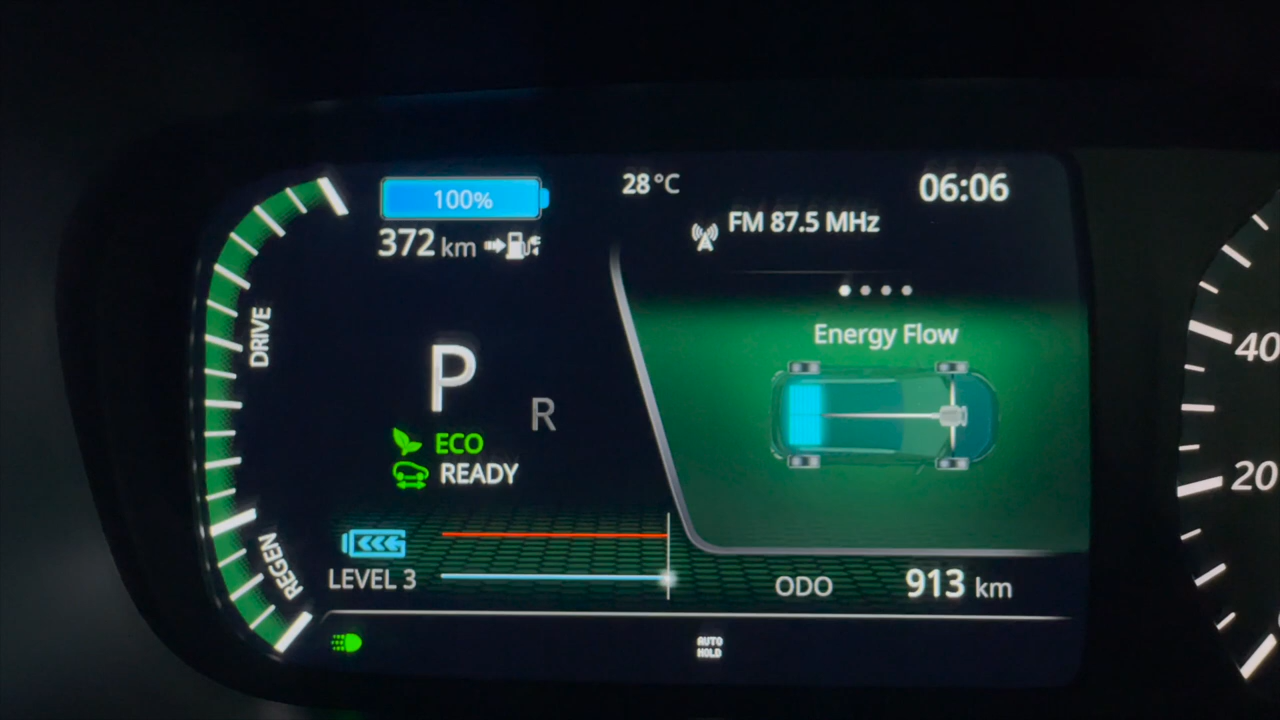 100%
28 °C
06:06
372 km
FM 87.5 MHz
DRIVE
Energy Flow
P
R
ECO
READY
REGEN
LEVEL 3
ODO
913 km
AUTO
HOLD
40
20